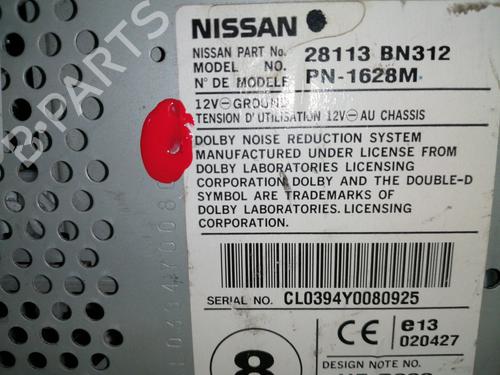 NISSAN
NISSAN PART No. 28113 BN312
MODEL NO.
N° DE MODELE PN-1628M
12V⊖GROUND
TENSION D'UTILISATION 12V⊖AU CHASSIS
DOLBY NOISE REDUCTION SYSTEM
MANUFACTURED UNDER LICENSE FROM
DOLBY LABORATORIES LICENSING
CORPORATION DOLBY AND THE DOUBLE-D
SYMBOL ARE TRADEMARKS OF
DOLBY LABORATORIES. LICENSING
CORPORATION.
SERIAL NO. CL0394Y0080925
CE e13
020427
8
DESIGN NOTE NO.
B-PARTS